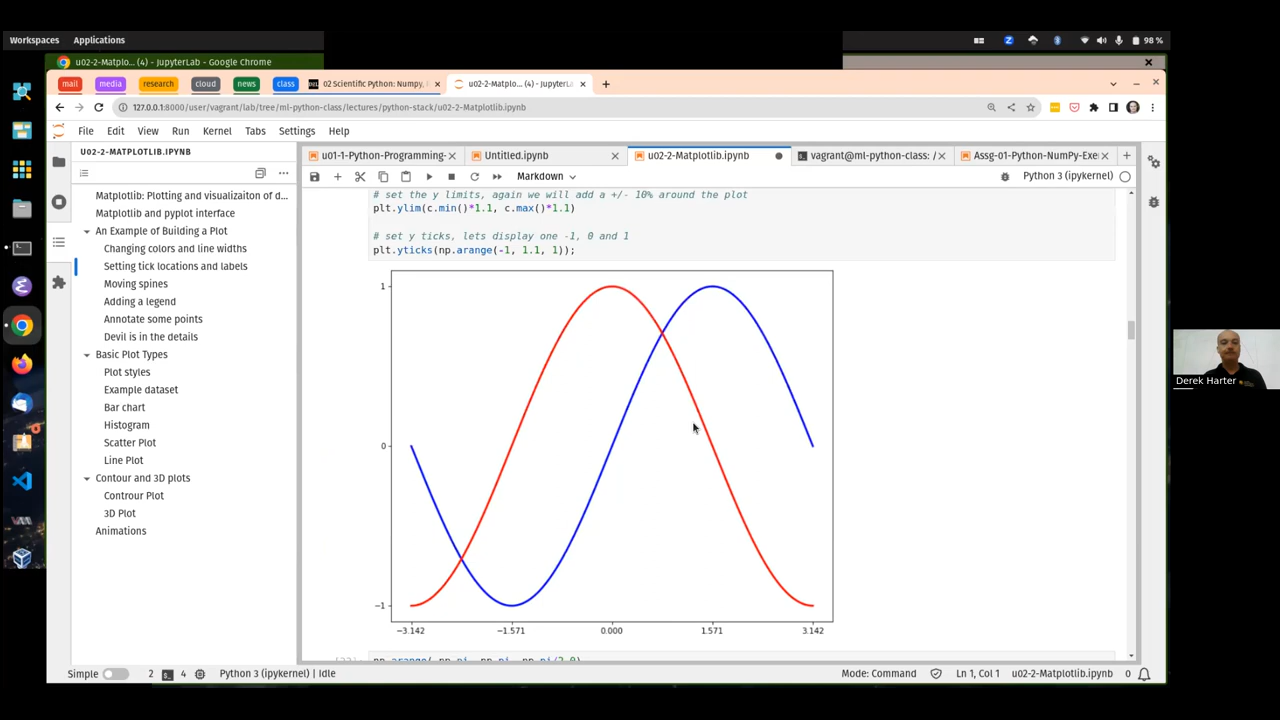 Workspaces Applications
98 %
u02-2-Matplo... (4) - JupyterLab - Google Chrome
mail media research cloud news class 02 Scientific Python: Numpy, u02-2-Matplo... (4) - JupyterLa
127.0.0.1:8000/user/vagrant/lab/tree/ml-python-class/lectures/python-stack/u02-2-Matplotlib.ipynb
File Edit View Run Kernel Tabs Settings Help
U02-2-MATPLOTLIB.IPYNB
u01-1-Python-Programming- Untitled.ipynb u02-2-Matplotlib.ipynb vagrant@ml-python-class: /> Assg-01-Python-NumPy-Exer
Markdown Python 3 (ipykernel)
Matplotlib: Plotting and visualizaiton of d...
Matplotlib and pyplot interface
An Example of Building a Plot
Changing colors and line widths
Setting tick locations and labels
Moving spines
Adding a legend
Annotate some points
Devil is in the details
Basic Plot Types
Plot styles
Example dataset
Bar chart
Histogram
Scatter Plot
Line Plot
Contour and 3D plots
Contour Plot
3D Plot
Animations
# set the y limits, again we will add a +/- 10% around the plot
plt.ylim(c.min()*1.1, c.max()*1.1)
# set y ticks, lets display one -1, 0 and 1
plt.yticks(np.arange(-1, 1.1, 1));
1
0
−1
−3.142 −1.571 0.000 1.571 3.142
Derek Harter
Simple 2 4 Python 3 (ipykernel) | Idle Mode: Command Ln 1, Col 1 u02-2-Matplotlib.ipynb 0